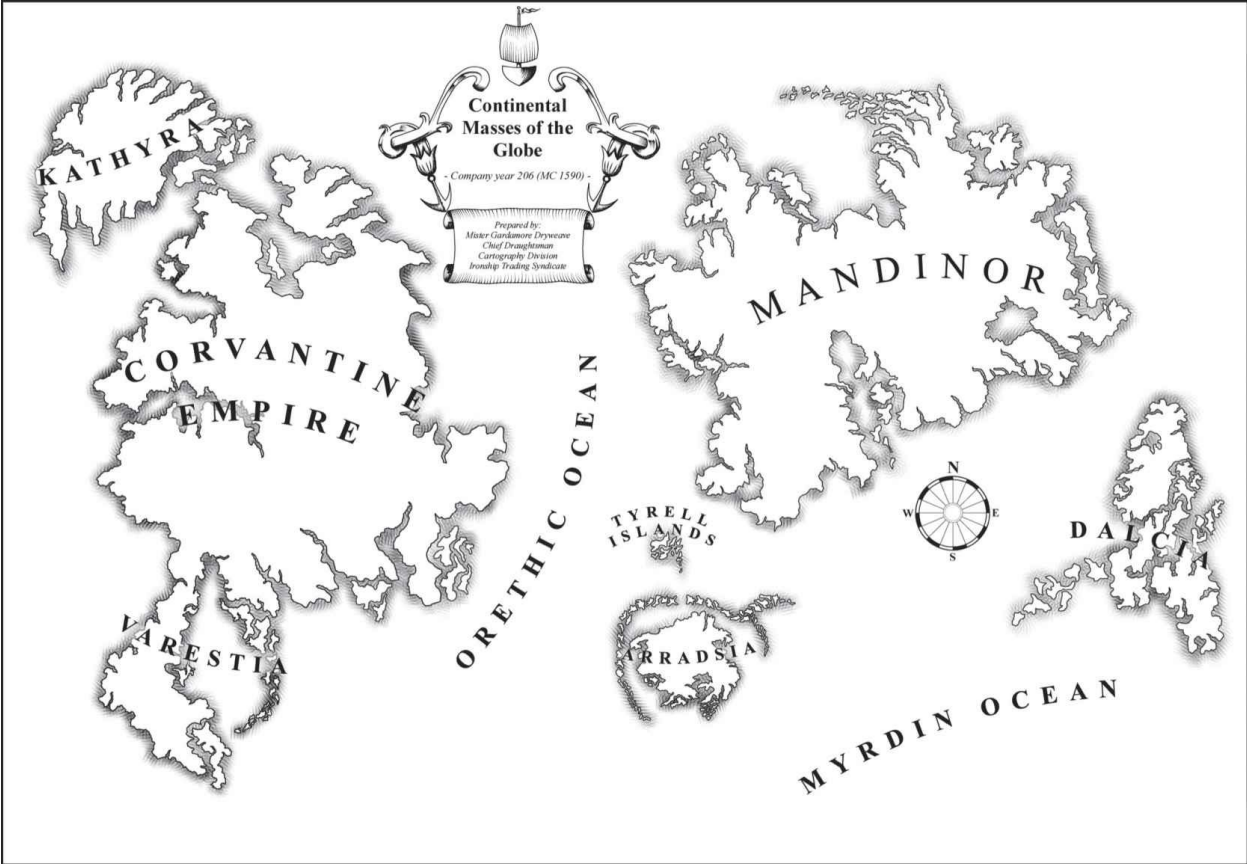 Continental
Masses of the
Globe
- Company year 206 (MC 1590) -
Prepared by:
Mister Gardamore Dryweave
Chief Draughtsman
Cartography Division
Ironship Trading Syndicate
KATHYRA
CORVANTINE
EMPIRE
VARESTIA
ORETHIC OCEAN
MANDINOR
TYRELL
ISLANDS
ARRADSIA
N
W
E
S
DALCIA
MYRDIN OCEAN